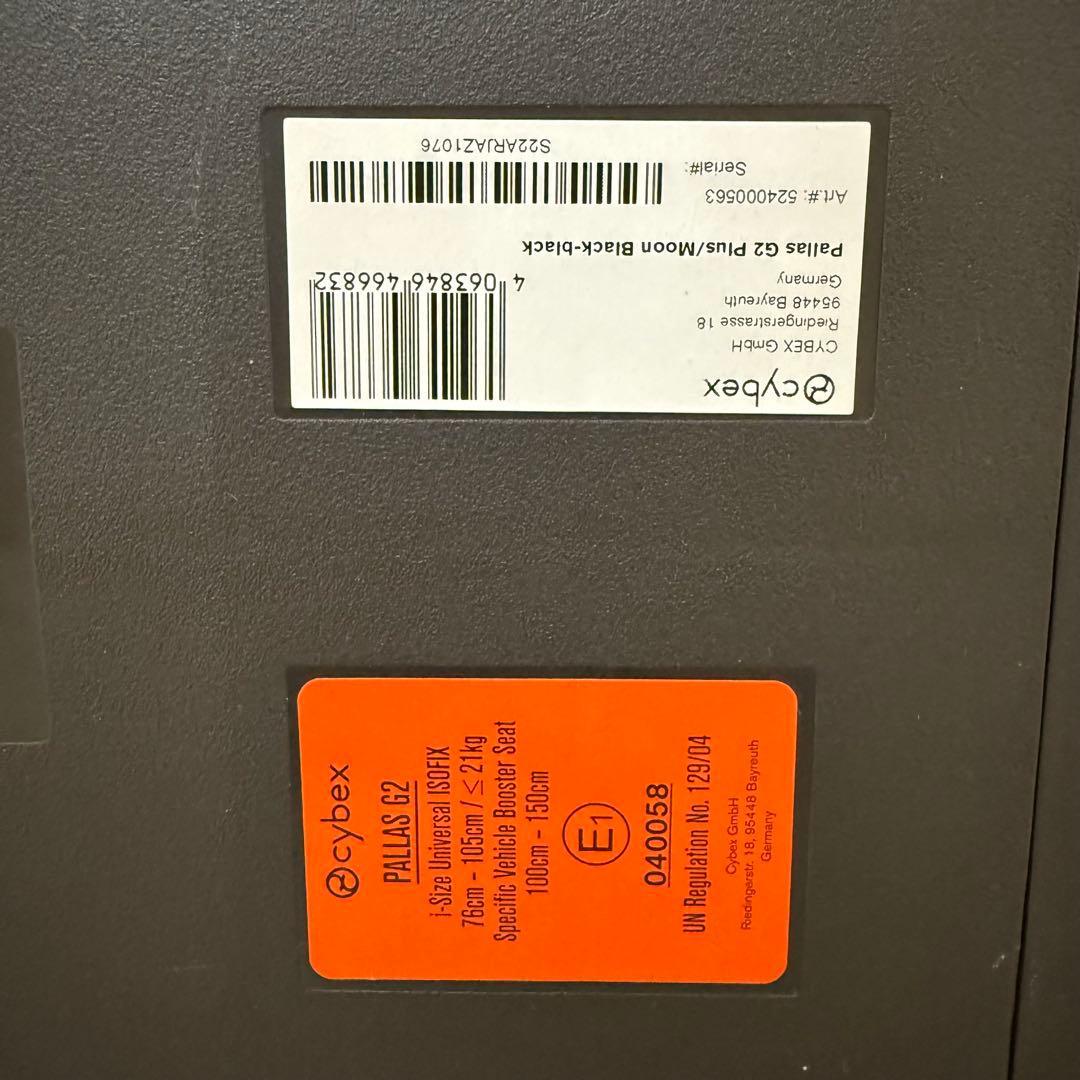 cybex
CYBEX GmbH
Riedingerstrasse 18
95448 Bayreuth
Germany
4 063846 466832
Pallas G2 Plus/Moon Black-black
Art.#: 524000563
Serial#:
S22ARJAZ1076
cybex
PALLAS G2
i-Size Universal ISOFIX
76cm - 105cm / ≤ 21kg
Specific Vehicle Booster Seat
100cm - 150cm
E1
040058
UN Regulation No. 129/04
Cybex GmbH
Riedingerstr. 18, 95448 Bayreuth
Germany